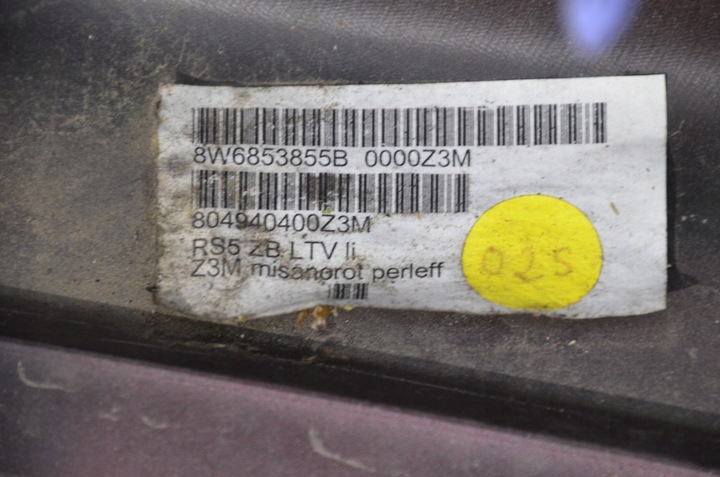 8W6853855B 0000Z3M
804940400Z3M
RS5 ZB LTV li
Z3M misanorot perleff
025